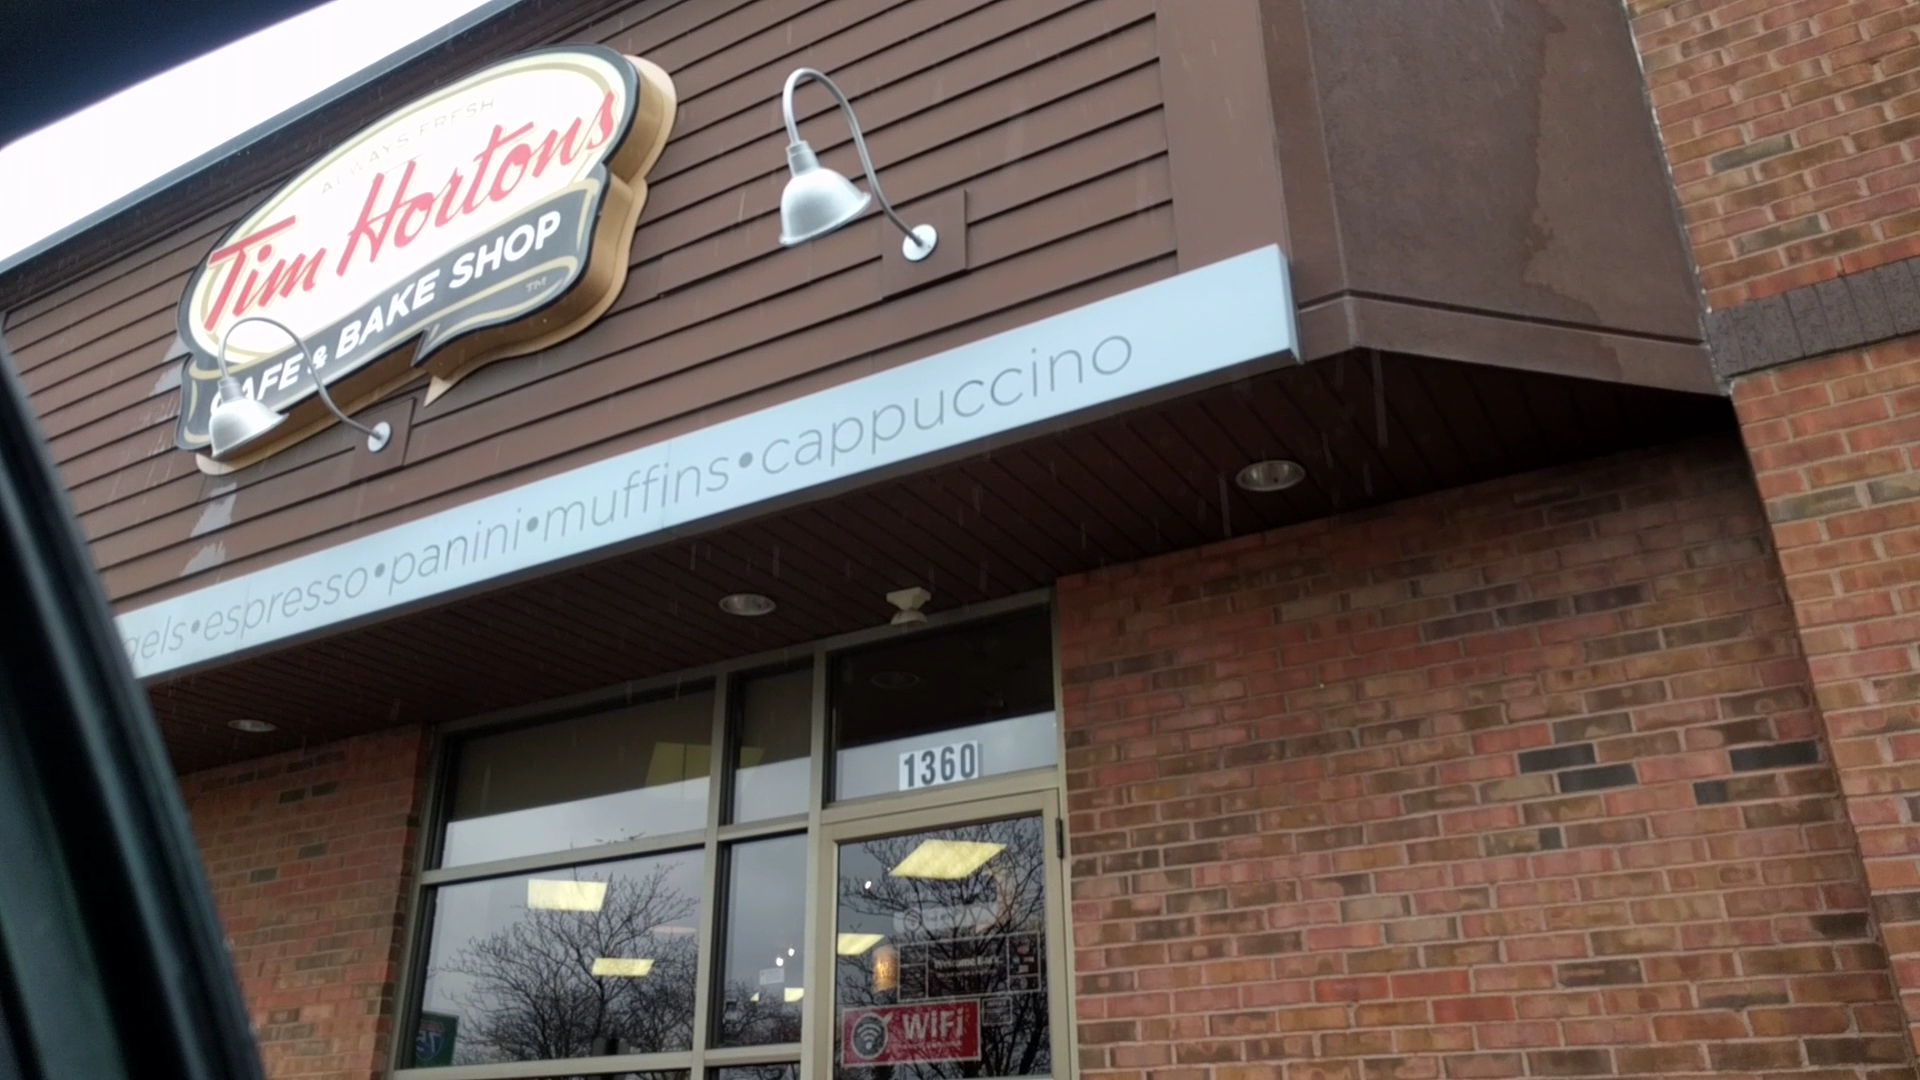 ALWAYS FRESH
Tim Hortons
CAFE & BAKE SHOP
TM
gels•espresso•panini•muffins•cappuccino
1360
WiFi